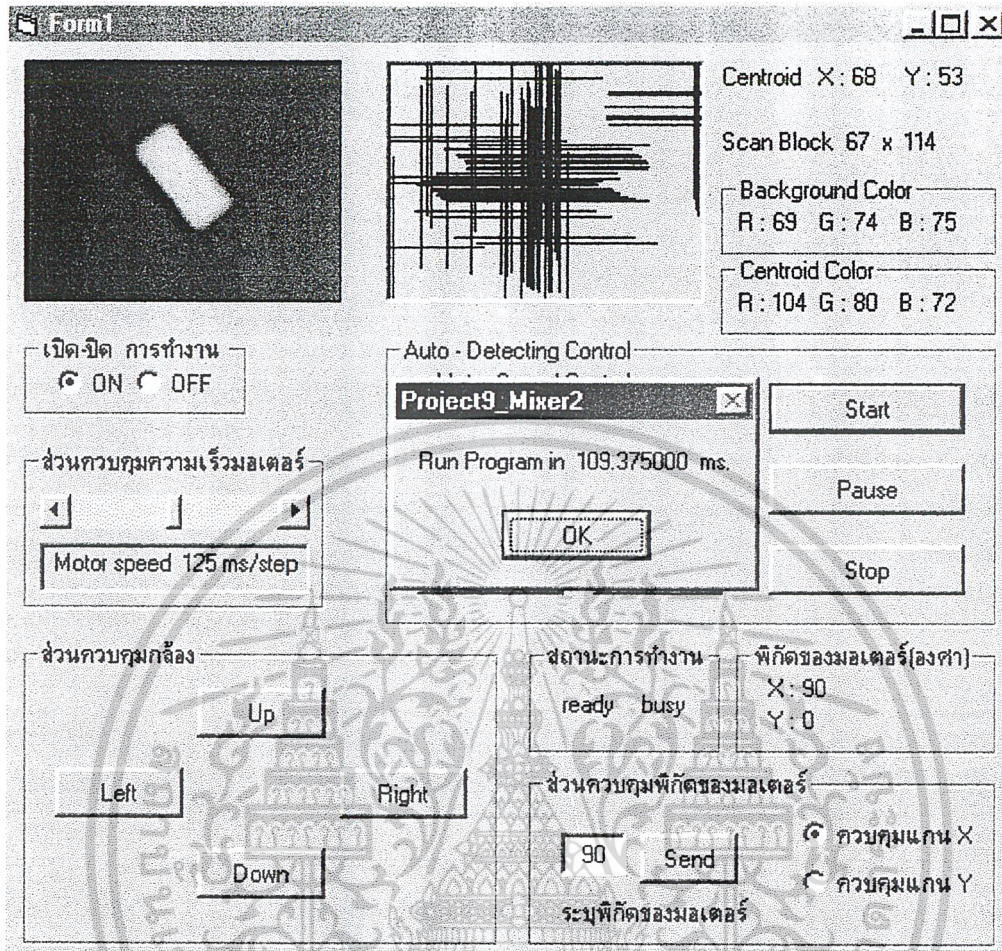 Form1
Centroid X : 68 Y : 53
Scan Block 67 x 114
Background Color
R : 69 G : 74 B : 75
Centroid Color
R : 104 G : 80 B : 72
เปิด-ปิด การทำงาน
ON OFF
Auto - Detecting Control
Project9_Mixer2
Run Program in 109.375000 ms.
OK
Start
Pause
Stop
ส่วนควบคุมความเร็วมอเตอร์
Motor speed 125 ms/step
ส่วนควบคุมกล้อง
Up
Left
Right
Down
สถานะการทำงาน
ready busy
พิกัดของมอเตอร์(องศา)
X : 90
Y : 0
ส่วนควบคุมพิกัดของมอเตอร์
90
Send
ควบคุมแกน X
ควบคุมแกน Y
ระบุพิกัดของมอเตอร์